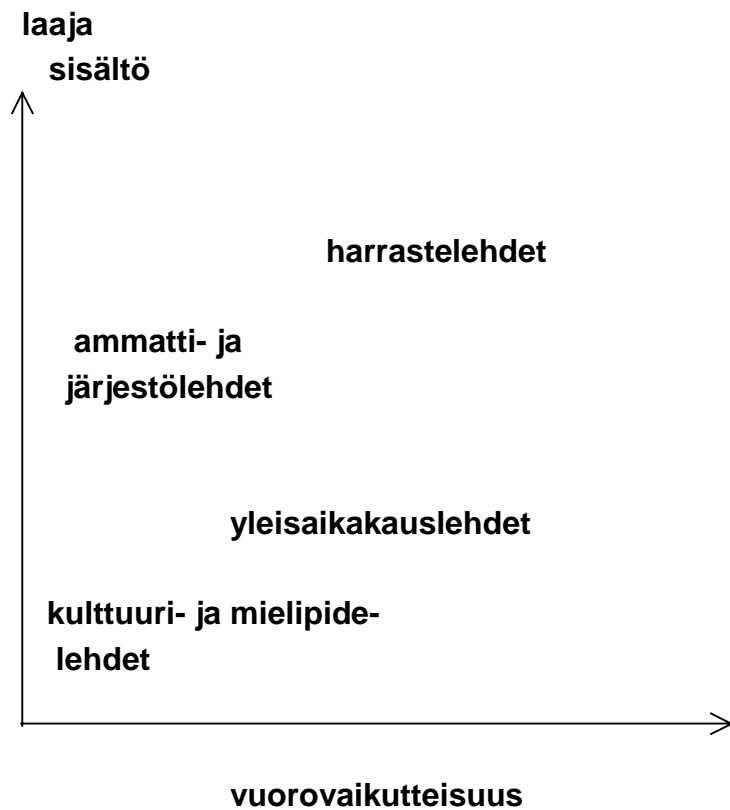 laaja
sisältö
harrastelehdet
ammatti- ja
järjestölehdet
yleisaikakauslehdet
kulttuuri- ja mielipide-
lehdet
vuorovaikutteisuus